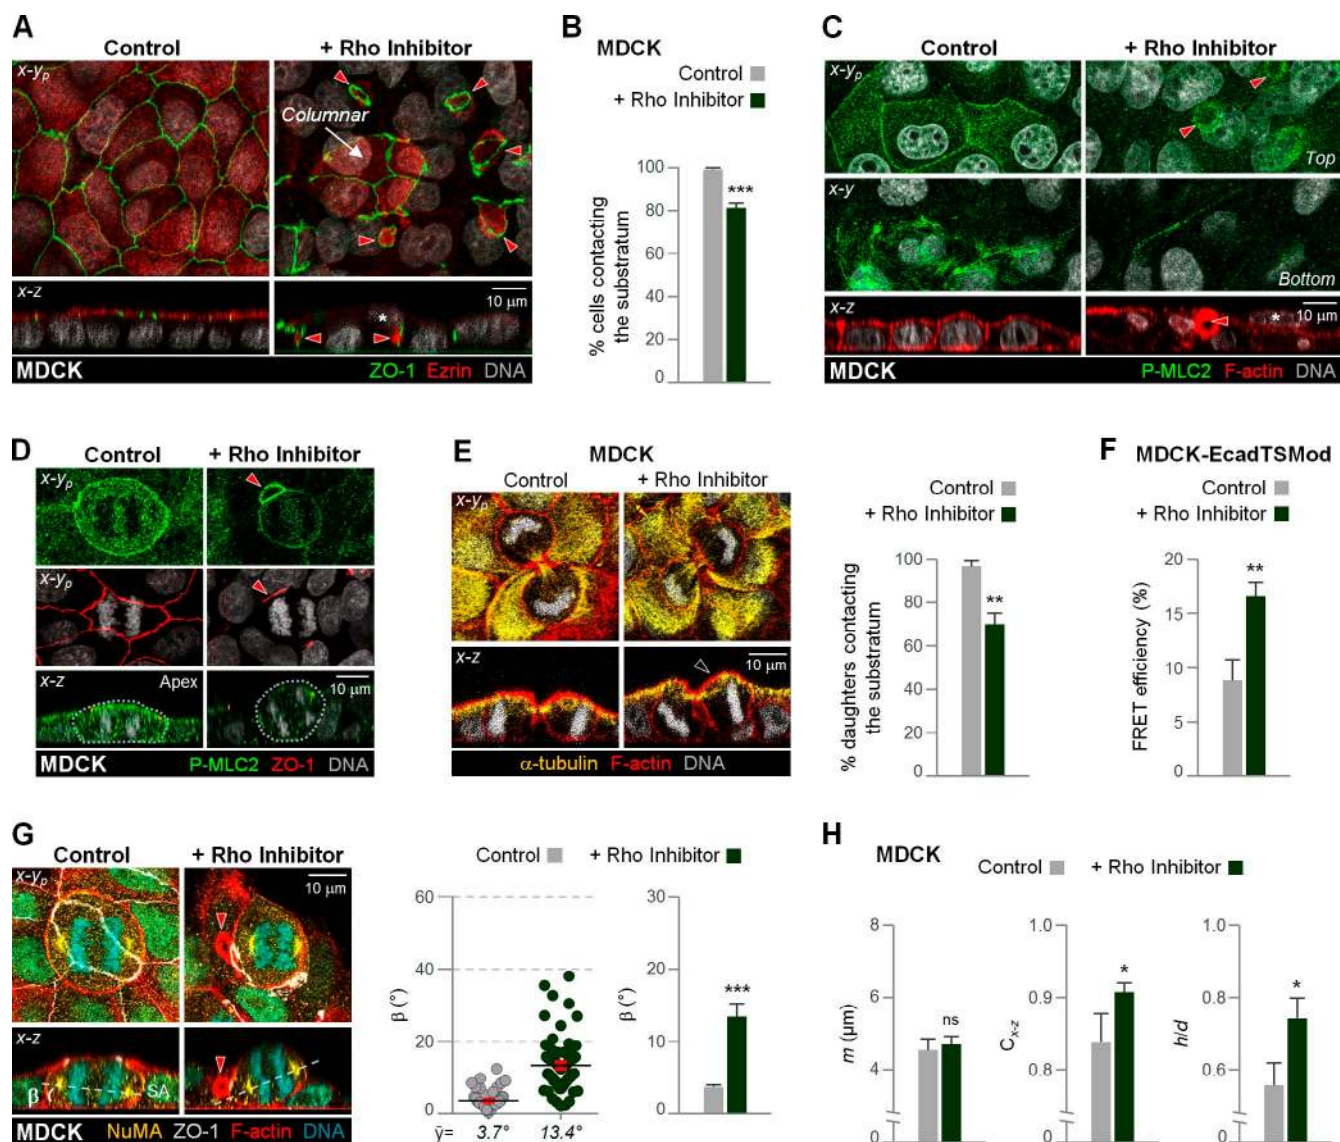 A
Control
+ Rho Inhibitor
x-yp
Columnar
x-z
10 µm
*
MDCK
ZO-1 Ezrin DNA
B
MDCK
Control
+ Rho Inhibitor
% cells contacting
the substratum
100
80
60
40
20
0
***
C
Control
+ Rho Inhibitor
x-yp
Top
x-y
Bottom
x-z
10 µm
*
MDCK
P-MLC2 F-actin DNA
D
Control
+ Rho Inhibitor
x-yp
x-yp
x-z
Apex
10 µm
MDCK
P-MLC2 ZO-1 DNA
E
MDCK
Control
+ Rho Inhibitor
x-yp
x-z
10 µm
α-tubulin F-actin DNA
Control
+ Rho Inhibitor
% daughters contacting
the substratum
100
80
60
40
20
0
**
F
MDCK-EcadTSMod
Control
+ Rho Inhibitor
FRET efficiency (%)
20
15
10
5
0
**
G
Control
+ Rho Inhibitor
x-yp
10 µm
x-z
β
SA
MDCK
NuMA ZO-1 F-actin DNA
Control
+ Rho Inhibitor
β (°)
60
40
20
0
ȳ= 3.7° 13.4°
β (°)
30
15
0
***
H
MDCK
Control
+ Rho Inhibitor
m (µm)
8
6
4
0
ns
Cx-z
1.0
0.9
0.8
0
*
h/d
1.0
0.8
0.6
0.4
0
*